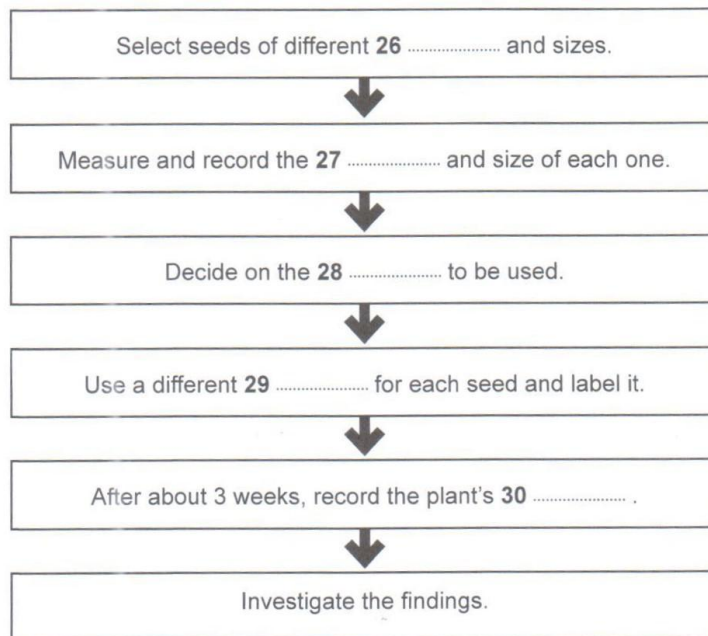 Select seeds of different 26 .................... and sizes.
Measure and record the 27 .................... and size of each one.
Decide on the 28 .................... to be used.
Use a different 29 .................... for each seed and label it.
After about 3 weeks, record the plant's 30 .................... .
Investigate the findings.